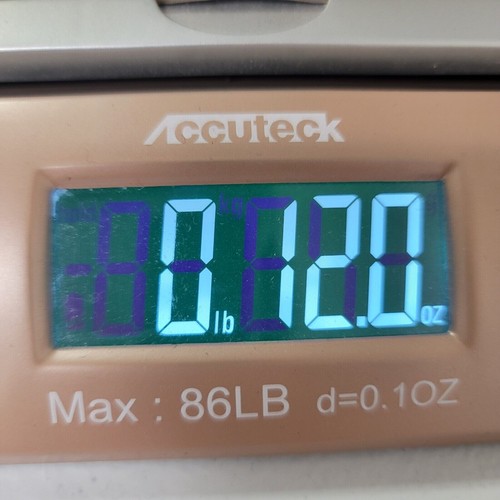 Accuteck
0 lb 12.0 oz
Max : 86LB d=0.1OZ